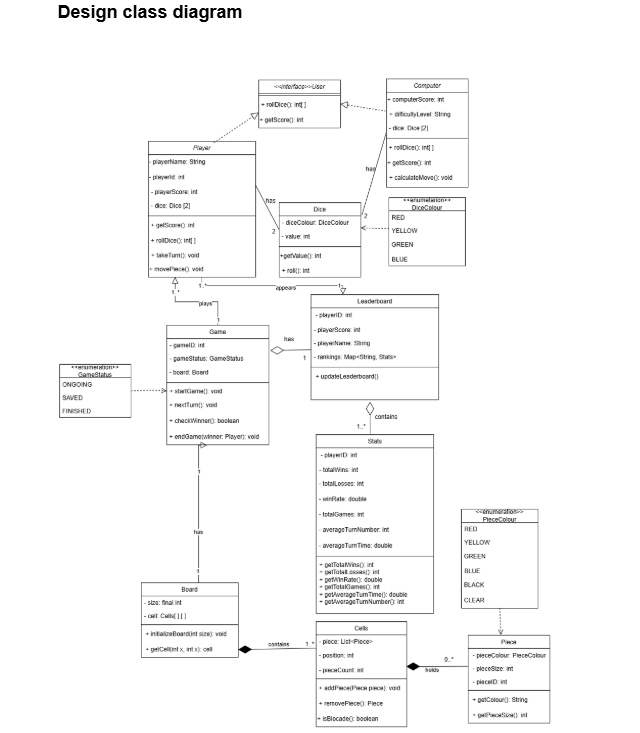 Design class diagram
<<interface>>User
+ rollDice(): int[ ]
+ getScore(): int
Computer
+ computerScore: int
+ difficultyLevel: String
- dice: Dice [2]
+ rollDice(): int[ ]
+ getScore(): int
+ calculateMove(): void
Player
- playerName: String
- playerId: int
- playerScore: int
- dice: Dice [2]
+ getScore(): int
+ rollDice(): int[ ]
+ takeTurn(): void
+ movePiece(): void
has
2
has
2
Dice
- diceColour: DiceColour
- value: int
+getValue(): int
+ roll(): int
**enumeration**
DiceColour
RED
YELLOW
GREEN
BLUE
1..*
plays
1
1..*
appears
1
Leaderboard
- playerID: int
- playerScore: int
- playerName: String
- rankings: Map<String, Stats>
+ updateLeaderboard()
Game
- gameID: int
- gameStatus: GameStatus
- board: Board
+ startGame(): void
+ nextTurn(): void
+ checkWinner(): boolean
+ endGame(winner: Player): void
has
1
**enumeration**
GameStatus
ONGOING
SAVED
FINISHED
contains
1..*
Stats
- playerID: int
- totalWins: int
- totalLosses: int
- winRate: double
- totalGames: int
- averageTurnNumber: int
- averageTurnTime: double
+ getTotalWins(): int
+ getTotalLosses(): int
+ getWinRate(): double
+ getTotalGames(): int
+ getAverageTurnTime(): double
+ getAverageTurnNumber(): int
<<enumeration>>
PieceColour
RED
YELLOW
GREEN
BLUE
BLACK
CLEAR
1
has
1
Board
- size: final int
- cell: Cells[ ] [ ]
+ initializeBoard(int size): void
+ getCell(int x, int x): cell
contains
1..*
Cells
- piece: List<Piece>
- position: int
- pieceCount: int
+ addPiece(Piece piece): void
+ removePiece(): Piece
+ isBlocade(): boolean
0..*
holds
Piece
- pieceColour: PieceColour
- pieceSize: int
- pieceID: int
+ getColour(): String
+ getPieceSize(): int